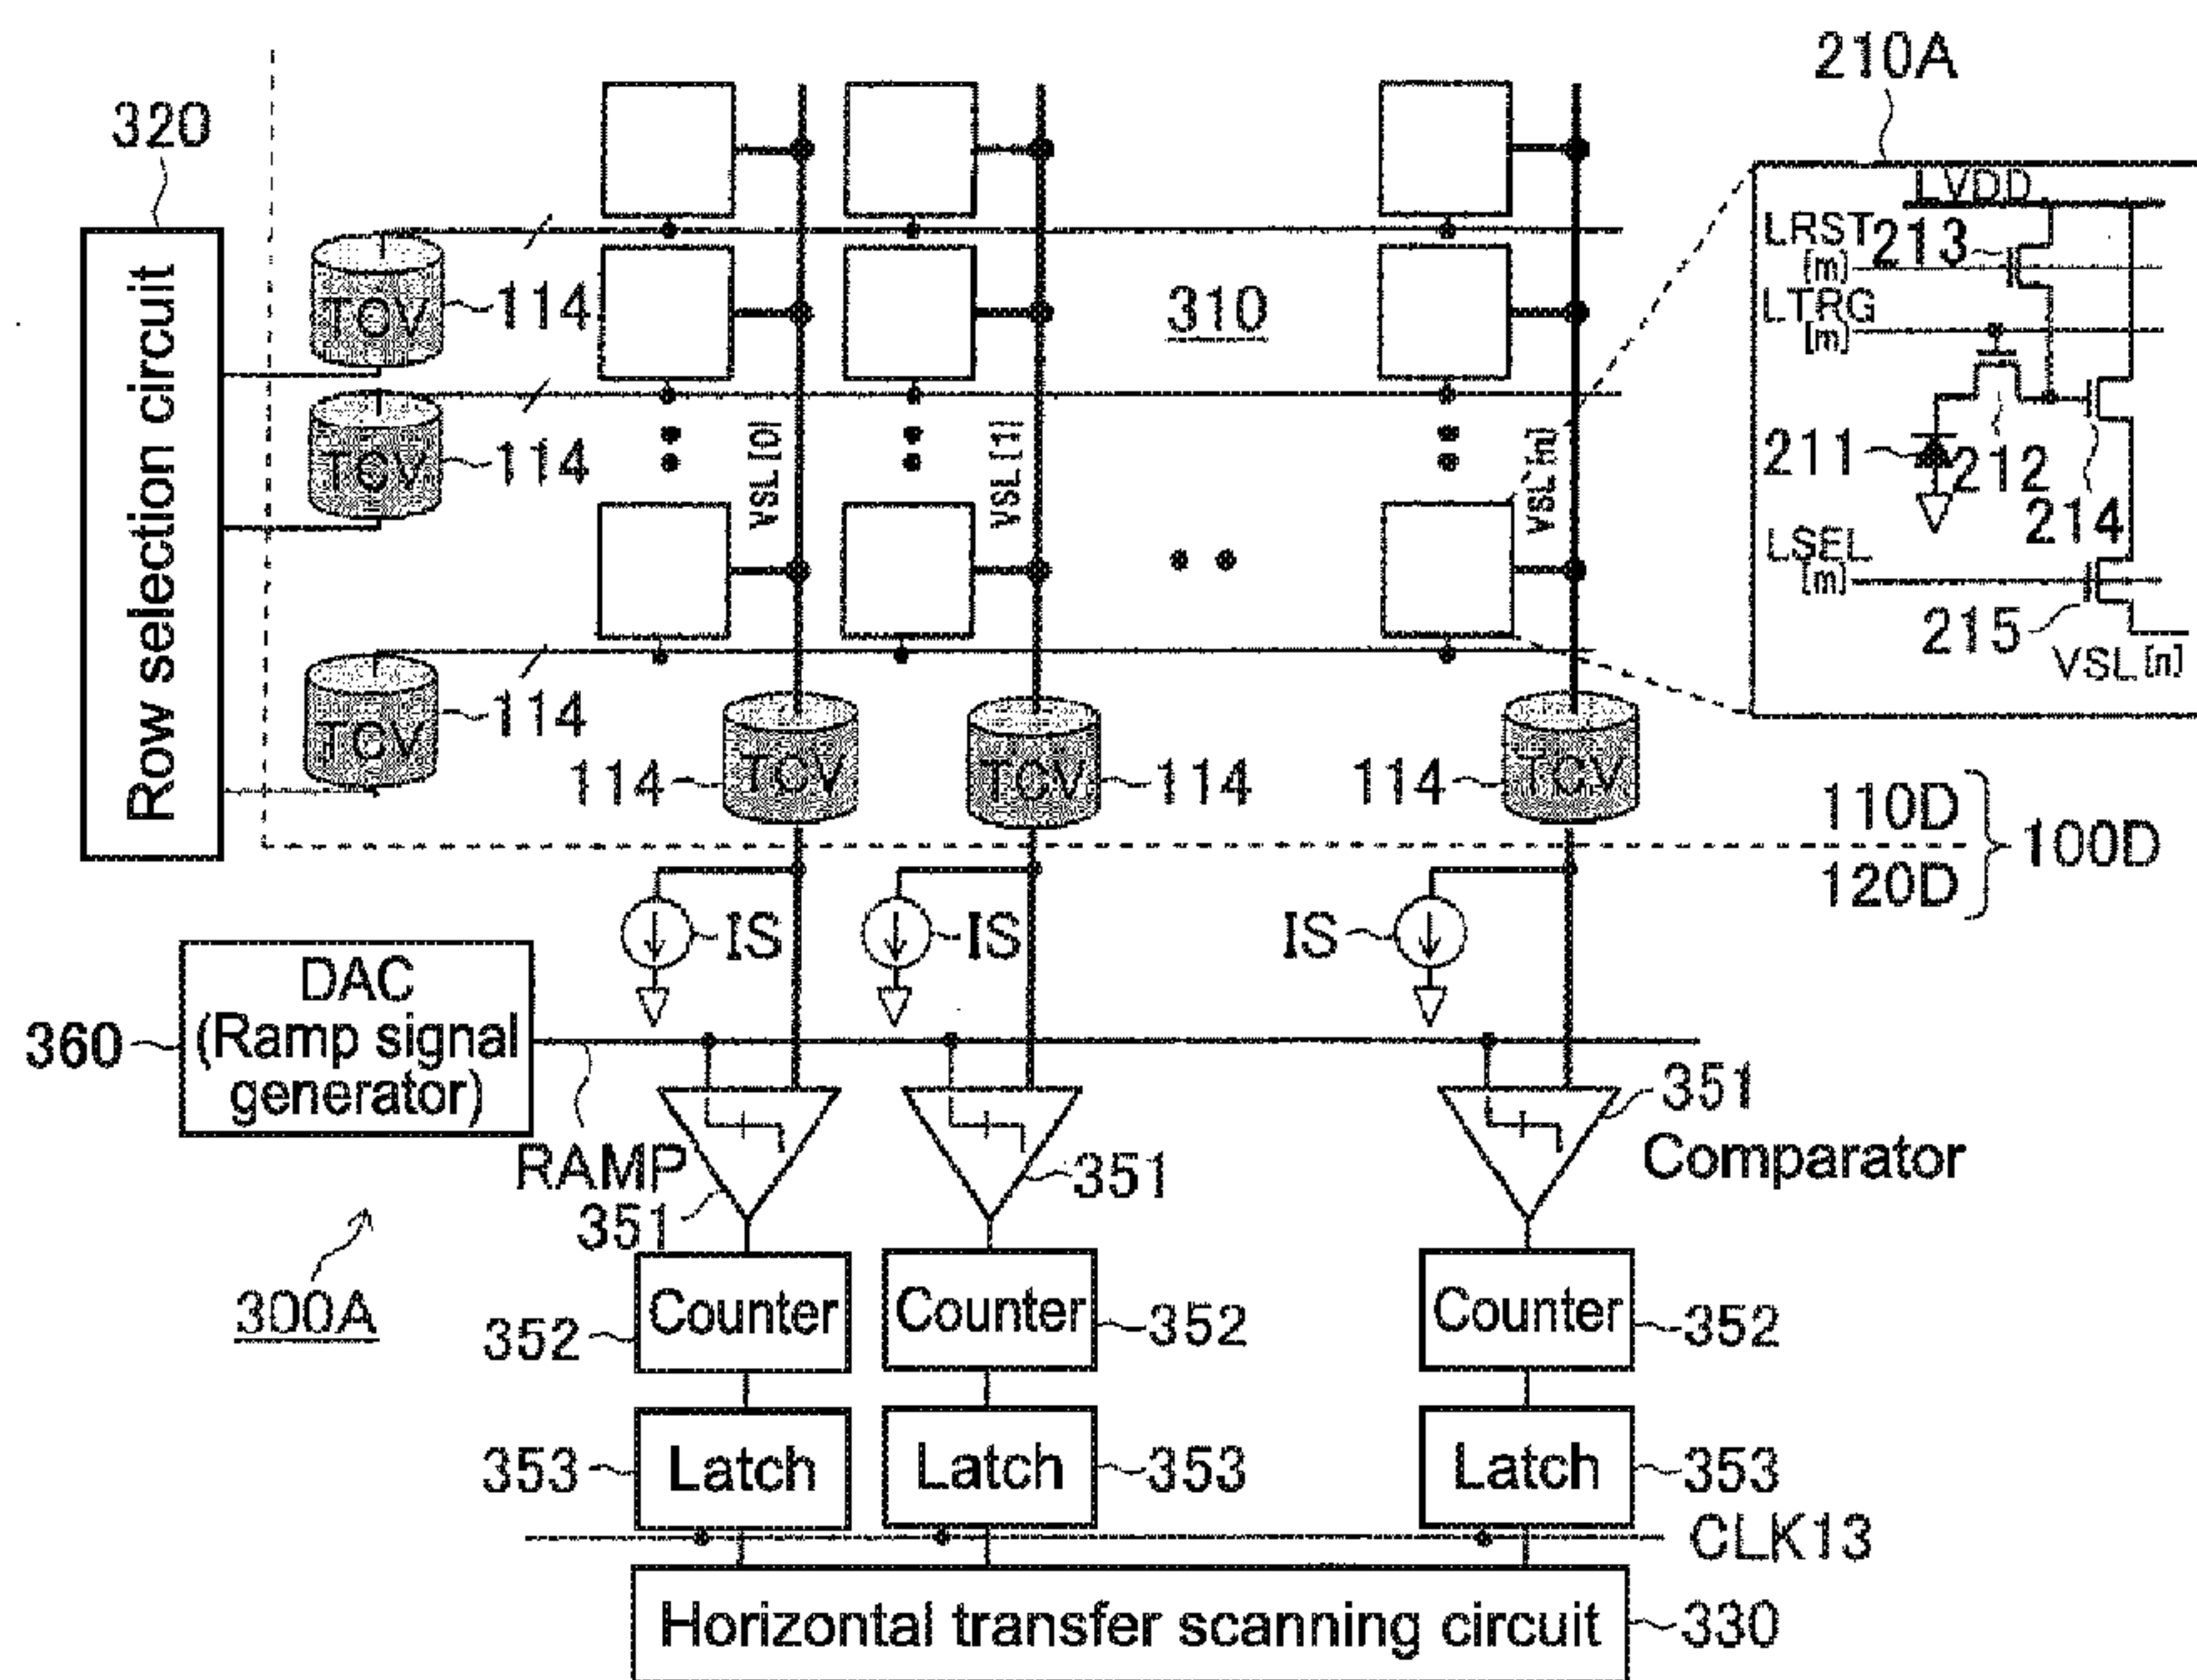 210A
320
LVDD
LRST
[m]
213
LTRG
[m]
TCV
114
310
TCV
114
VSL[0]
VSL[1]
VSL[n]
211
212
214
LSEL
[m]
215
VSL[n]
Row selection circuit
TCV
114
114
TCV
TCV
114
114
TCV
110D
100D
120D
IS
IS
IS
DAC
(Ramp signal
generator)
360
RAMP
351
351
351
Comparator
300A
Counter
352
Counter
352
Counter
352
353
Latch
Latch
353
Latch
353
CLK13
Horizontal transfer scanning circuit
330